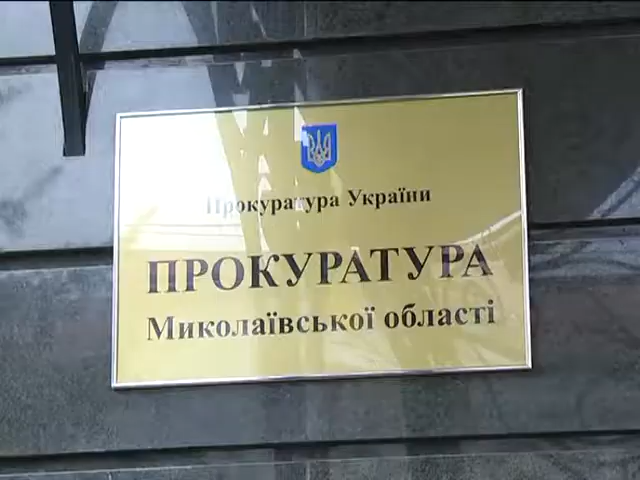 Прокуратура України
ПРОКУРАТУРА
Миколаївської області